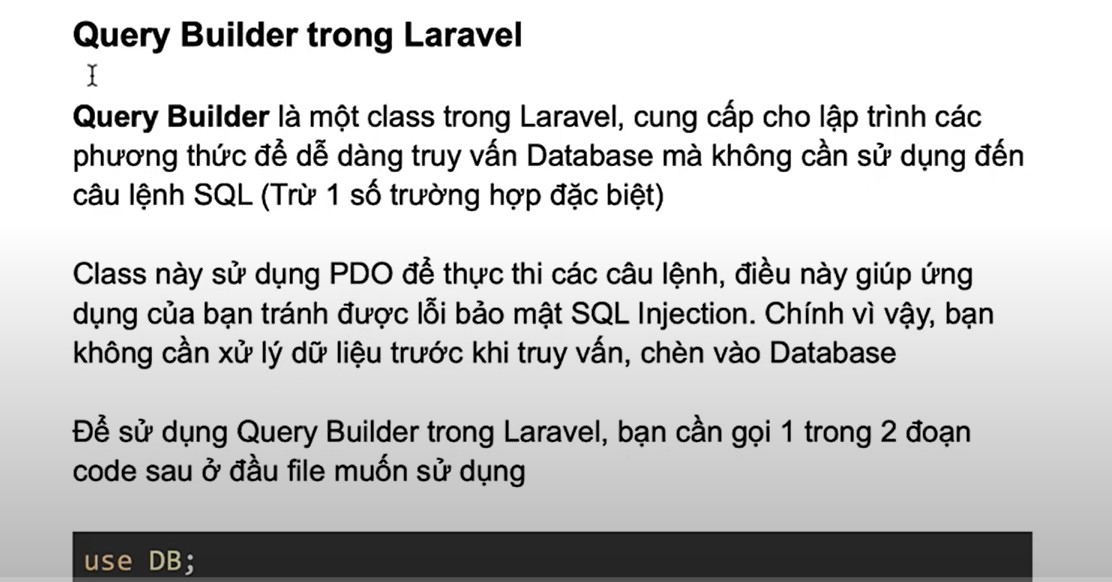 Query Builder trong Laravel
Query Builder là một class trong Laravel, cung cấp cho lập trình các
phương thức để dễ dàng truy vấn Database mà không cần sử dụng đến
câu lệnh SQL (Trừ 1 số trường hợp đặc biệt)
Class này sử dụng PDO để thực thi các câu lệnh, điều này giúp ứng
dụng của bạn tránh được lỗi bảo mật SQL Injection. Chính vì vậy, bạn
không cần xử lý dữ liệu trước khi truy vấn, chèn vào Database
Để sử dụng Query Builder trong Laravel, bạn cần gọi 1 trong 2 đoạn
code sau ở đầu file muốn sử dụng
use DB;